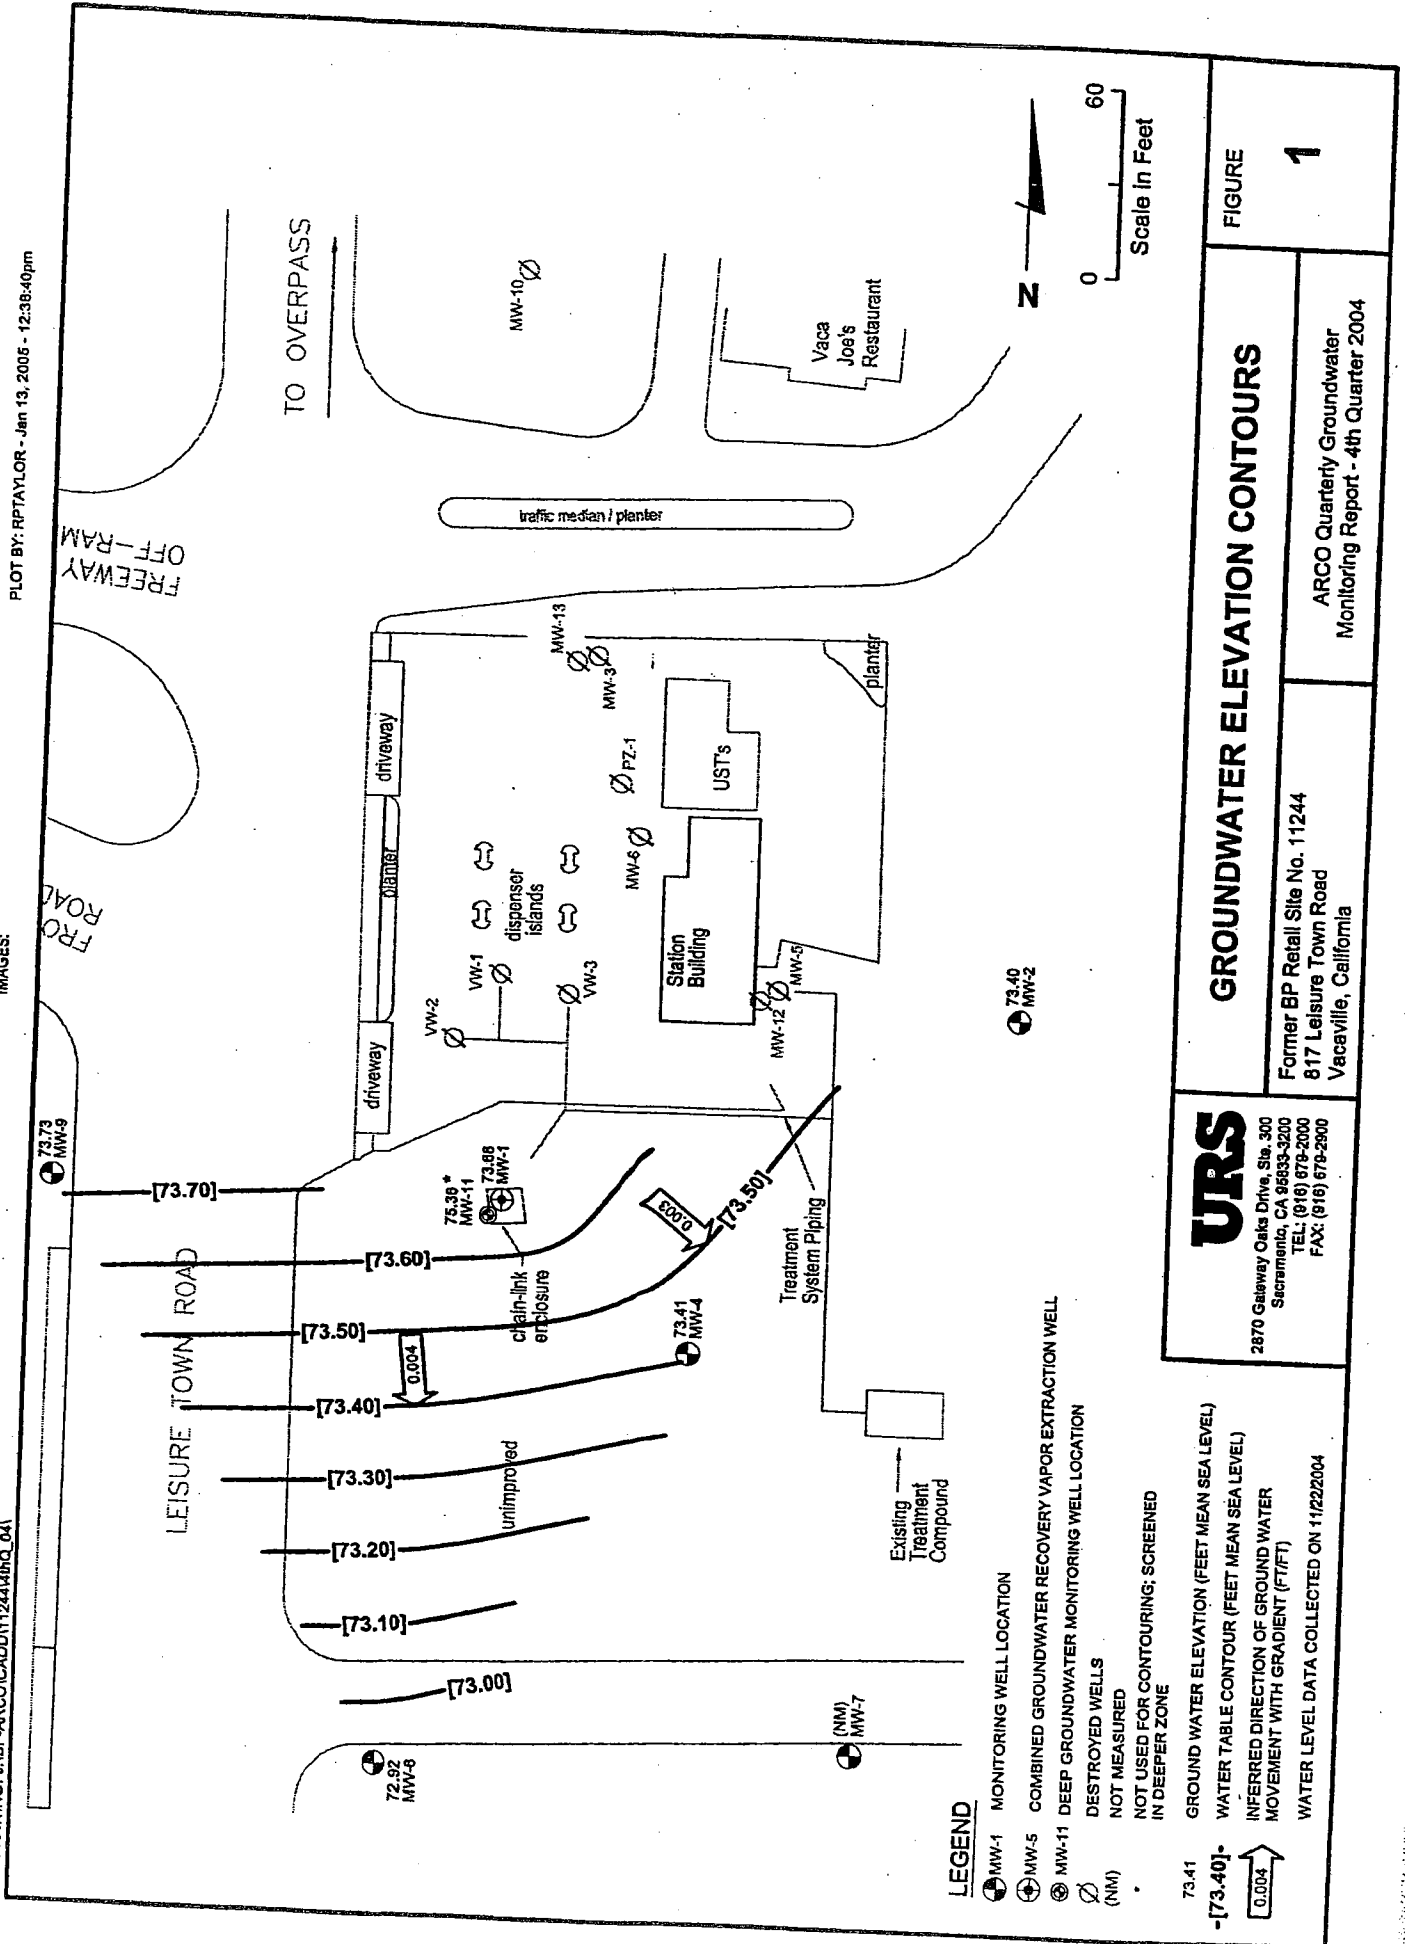 PLOT BY: RPTAYLOR - Jan 13, 2005 - 12:38:40pm
IMAGES:
FREEWAY
OFF-RAM
TO OVERPASS
MW-10
Vaca
Joe's
Restaurant
N
0 60
Scale In Feet
traffic median / planter
MW-13
MW-3
planter
driveway
PZ-1
UST's
MW-6
planter
dispenser
islands
Station
Building
FRO
ROAD
VW-1
VW-3
VW-2
MW-5
MW-12
driveway
73.40
MW-2
73.73
MW-9
[73.70]
75.36 *
MW-11
73.68
MW-1
[73.60]
chain-link
enclosure
0.003
[73.50]
Treatment
System Piping
LEISURE TOWN ROAD
[73.50]
0.004
73.41
MW-4
[73.40]
[73.30]
unimproved
[73.20]
[73.10]
[73.00]
Existing
Treatment
Compound
72.92
MW-8
(NM)
MW-7
LEGEND
MW-1 MONITORING WELL LOCATION
MW-5 COMBINED GROUNDWATER RECOVERY VAPOR EXTRACTION WELL
MW-11 DEEP GROUNDWATER MONITORING WELL LOCATION
DESTROYED WELLS
(NM) NOT MEASURED
* NOT USED FOR CONTOURING; SCREENED
IN DEEPER ZONE
73.41 GROUND WATER ELEVATION (FEET MEAN SEA LEVEL)
-[73.40]- WATER TABLE CONTOUR (FEET MEAN SEA LEVEL)
0.004 INFERRED DIRECTION OF GROUND WATER
MOVEMENT WITH GRADIENT (FT/FT)
WATER LEVEL DATA COLLECTED ON 11/22/2004
URS
2870 Gateway Oaks Drive, Ste. 300
Sacramento, CA 95833-3200
TEL: (916) 679-2000
FAX: (916) 679-2900
GROUNDWATER ELEVATION CONTOURS
Former BP Retail Site No. 11244
817 Leisure Town Road
Vacaville, California
ARCO Quarterly Groundwater
Monitoring Report - 4th Quarter 2004
FIGURE
1